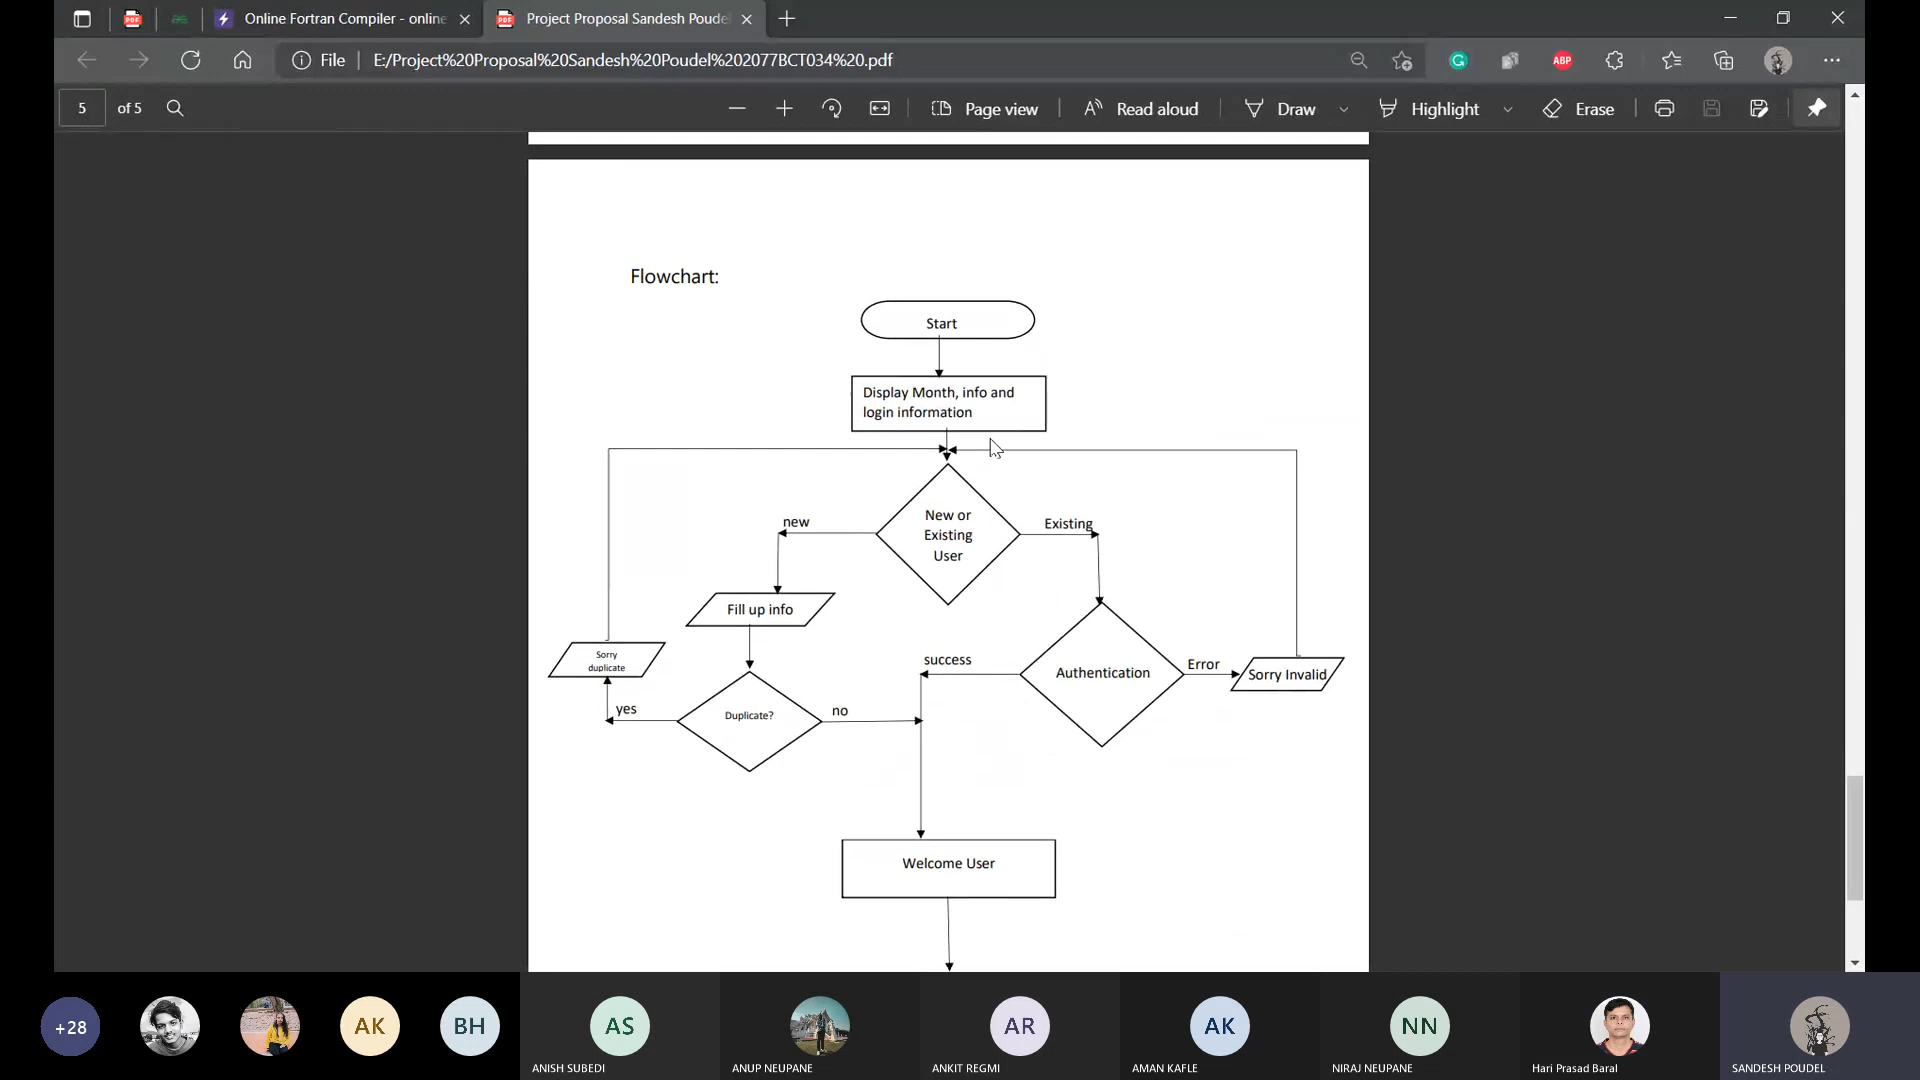 Online Fortran Compiler - online
Project Proposal Sandesh Poude
File
E:/Project%20Proposal%20Sandesh%20Poudel%202077BCT034%20.pdf
ABP
5
of 5
Page view
Read aloud
Draw
Highlight
Erase
Flowchart:
Start
Display Month, info and
login information
New or
Existing
User
new
Existing
Fill up info
Sorry
duplicate
success
Authentication
Error
Sorry Invalid
yes
Duplicate?
no
Welcome User
+28
AK
BH
AS
AR
AK
NN
ANISH SUBEDI
ANUP NEUPANE
ANKIT REGMI
AMAN KAFLE
NIRAJ NEUPANE
Hari Prasad Baral
SANDESH POUDEL